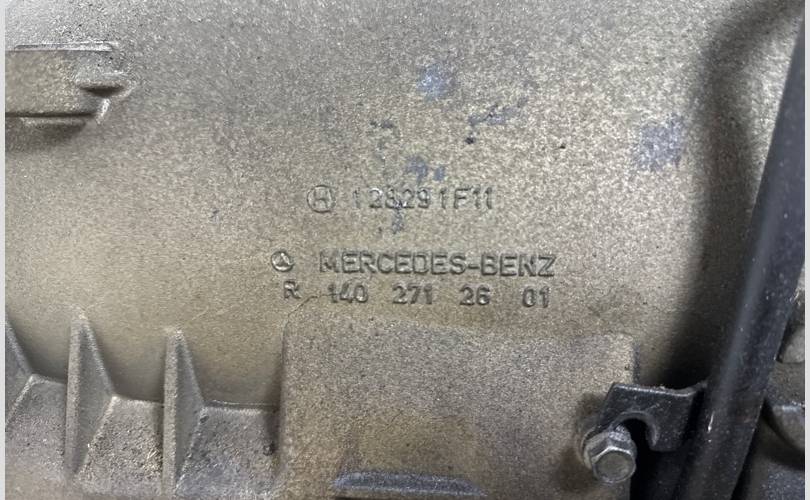 H 128291F11
MERCEDES-BENZ
R 140 271 26 01